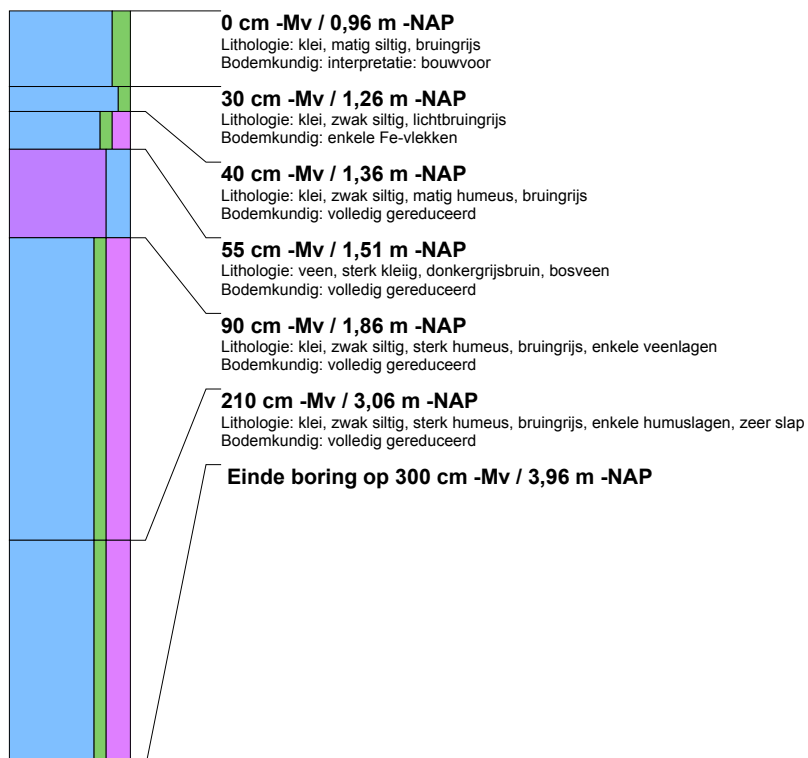 0 cm -Mv / 0,96 m -NAP
Lithologie: klei, matig siltig, bruingrijs
Bodemkundig: interpretatie: bouwvoor
30 cm -Mv / 1,26 m -NAP
Lithologie: klei, zwak siltig, lichtbruingrijs
Bodemkundig: enkele Fe-vlekken
40 cm -Mv / 1,36 m -NAP
Lithologie: klei, zwak siltig, matig humeus, bruingrijs
Bodemkundig: volledig gereduceerd
55 cm -Mv / 1,51 m -NAP
Lithologie: veen, sterk kleiig, donkergrijsbruin, bosveen
Bodemkundig: volledig gereduceerd
90 cm -Mv / 1,86 m -NAP
Lithologie: klei, zwak siltig, sterk humeus, bruingrijs, enkele veenlagen
Bodemkundig: volledig gereduceerd
210 cm -Mv / 3,06 m -NAP
Lithologie: klei, zwak siltig, sterk humeus, bruingrijs, enkele humuslagen, zeer slap
Bodemkundig: volledig gereduceerd
Einde boring op 300 cm -Mv / 3,96 m -NAP